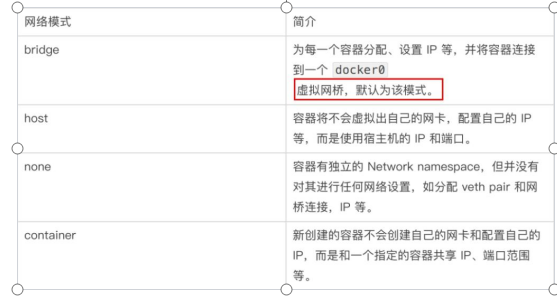 网络模式 简介
bridge 为每一个容器分配、设置 IP 等，并将容器连接
到一个 docker0
虚拟网桥，默认为该模式。
host 容器将不会虚拟出自己的网卡，配置自己的 IP
等，而是使用宿主机的 IP 和端口。
none 容器有独立的 Network namespace，但并没有
对其进行任何网络设置，如分配 veth pair 和网
桥连接，IP 等。
container 新创建的容器不会创建自己的网卡和配置自己的
IP，而是和一个指定的容器共享 IP、端口范围
等。